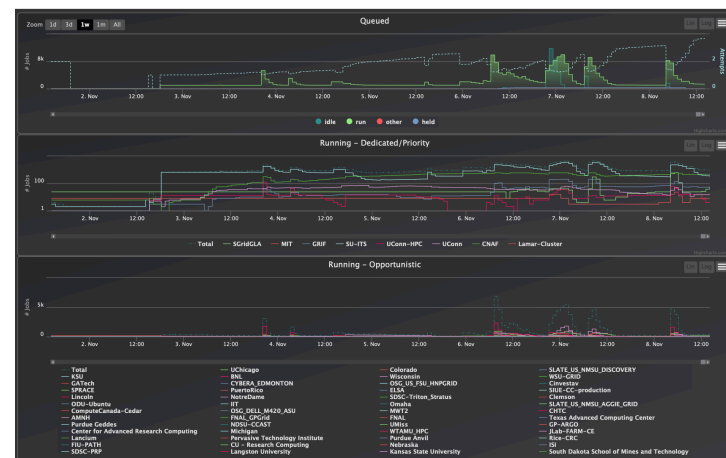 Queued
Zoom 1d 3d 1w 1m All
Lin Log
# Jobs
8k
0
2
0
Attempts
2. Nov 12:00 3. Nov 12:00 4. Nov 12:00 5. Nov 12:00 6. Nov 12:00 7. Nov 12:00 8. Nov 12:00
idle run other held
Running - Dedicated/Priority
Lin Log
# Jobs
100
1
2. Nov 12:00 3. Nov 12:00 4. Nov 12:00 5. Nov 12:00 6. Nov 12:00 7. Nov 12:00 8. Nov 12:00
Total SGridGLA MIT GRIF SU-ITS UConn-HPC UConn CNAF Lamar-Cluster
Running - Opportunistic
Lin Log
# Jobs
5k
0
2. Nov 12:00 3. Nov 12:00 4. Nov 12:00 5. Nov 12:00 6. Nov 12:00 7. Nov 12:00 8. Nov 12:00
Total UChicago Colorado SLATE_US_NMSU_DISCOVERY
KSU BNL Wisconsin WSU-GRID
GATech CYBERA_EDMONTON OSG_US_FSU_HNPGRID Cinvestav
SPRACE PuertoRico ELSA SIUE-CC-production
Lincoln NotreDame SDSC-Triton_Stratus Clemson
ODU-Ubuntu IIT Omaha SLATE_US_NMSU_AGGIE_GRID
ComputeCanada-Cedar OSG_DELL_M420_ASU MWT2 CHTC
AMNH FNAL_GPGrid FNAL Texas Advanced Computing Center
Purdue Geddes NDSU-CCAST UMiss GP-ARGO
Center for Advanced Research Computing Michigan WTAMU_HPC JLab-FARM-CE
Lancium Pervasive Technology Institute Purdue Anvil Rice-CRC
FIU-PATH CU - Research Computing Nebraska ISI
SDSC-PRP Langston University Kansas State University South Dakota School of Mines and Technology